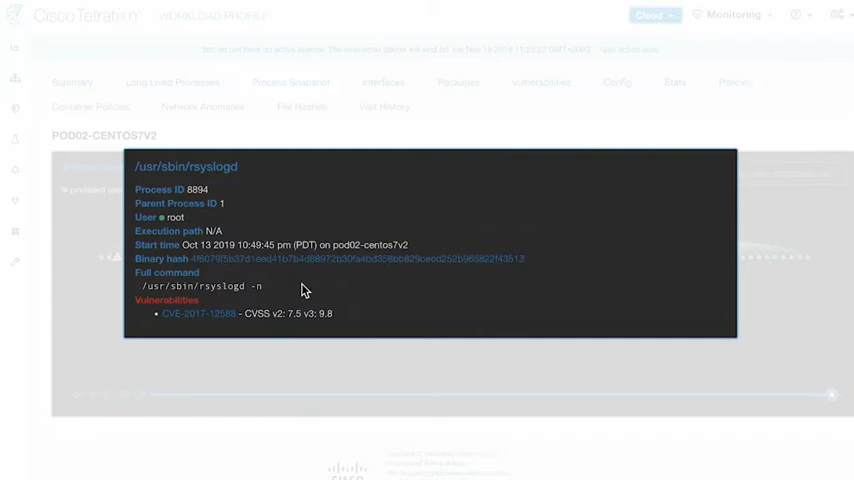 Cisco Tetration
WORKLOAD PROFILE
Cloud
Monitoring
Summary
Long Lived Processes
Process Snapshot
Interfaces
Packages
Vulnerabilities
Config
Stats
Policies
Container Policies
Network Anomalies
File Hashes
Visit History
POD02-CENTOS7V2
/usr/sbin/rsyslogd
Process ID 8894
Parent Process ID 1
User root
Execution path N/A
Start time Oct 13 2019 10:49:45 pm (PDT) on pod02-centos7v2
Binary hash
Full command
/usr/sbin/rsyslogd -n
Vulnerabilities
• CVE-2017-12588 - CVSS v2: 7.5 v3: 9.8
CISCO